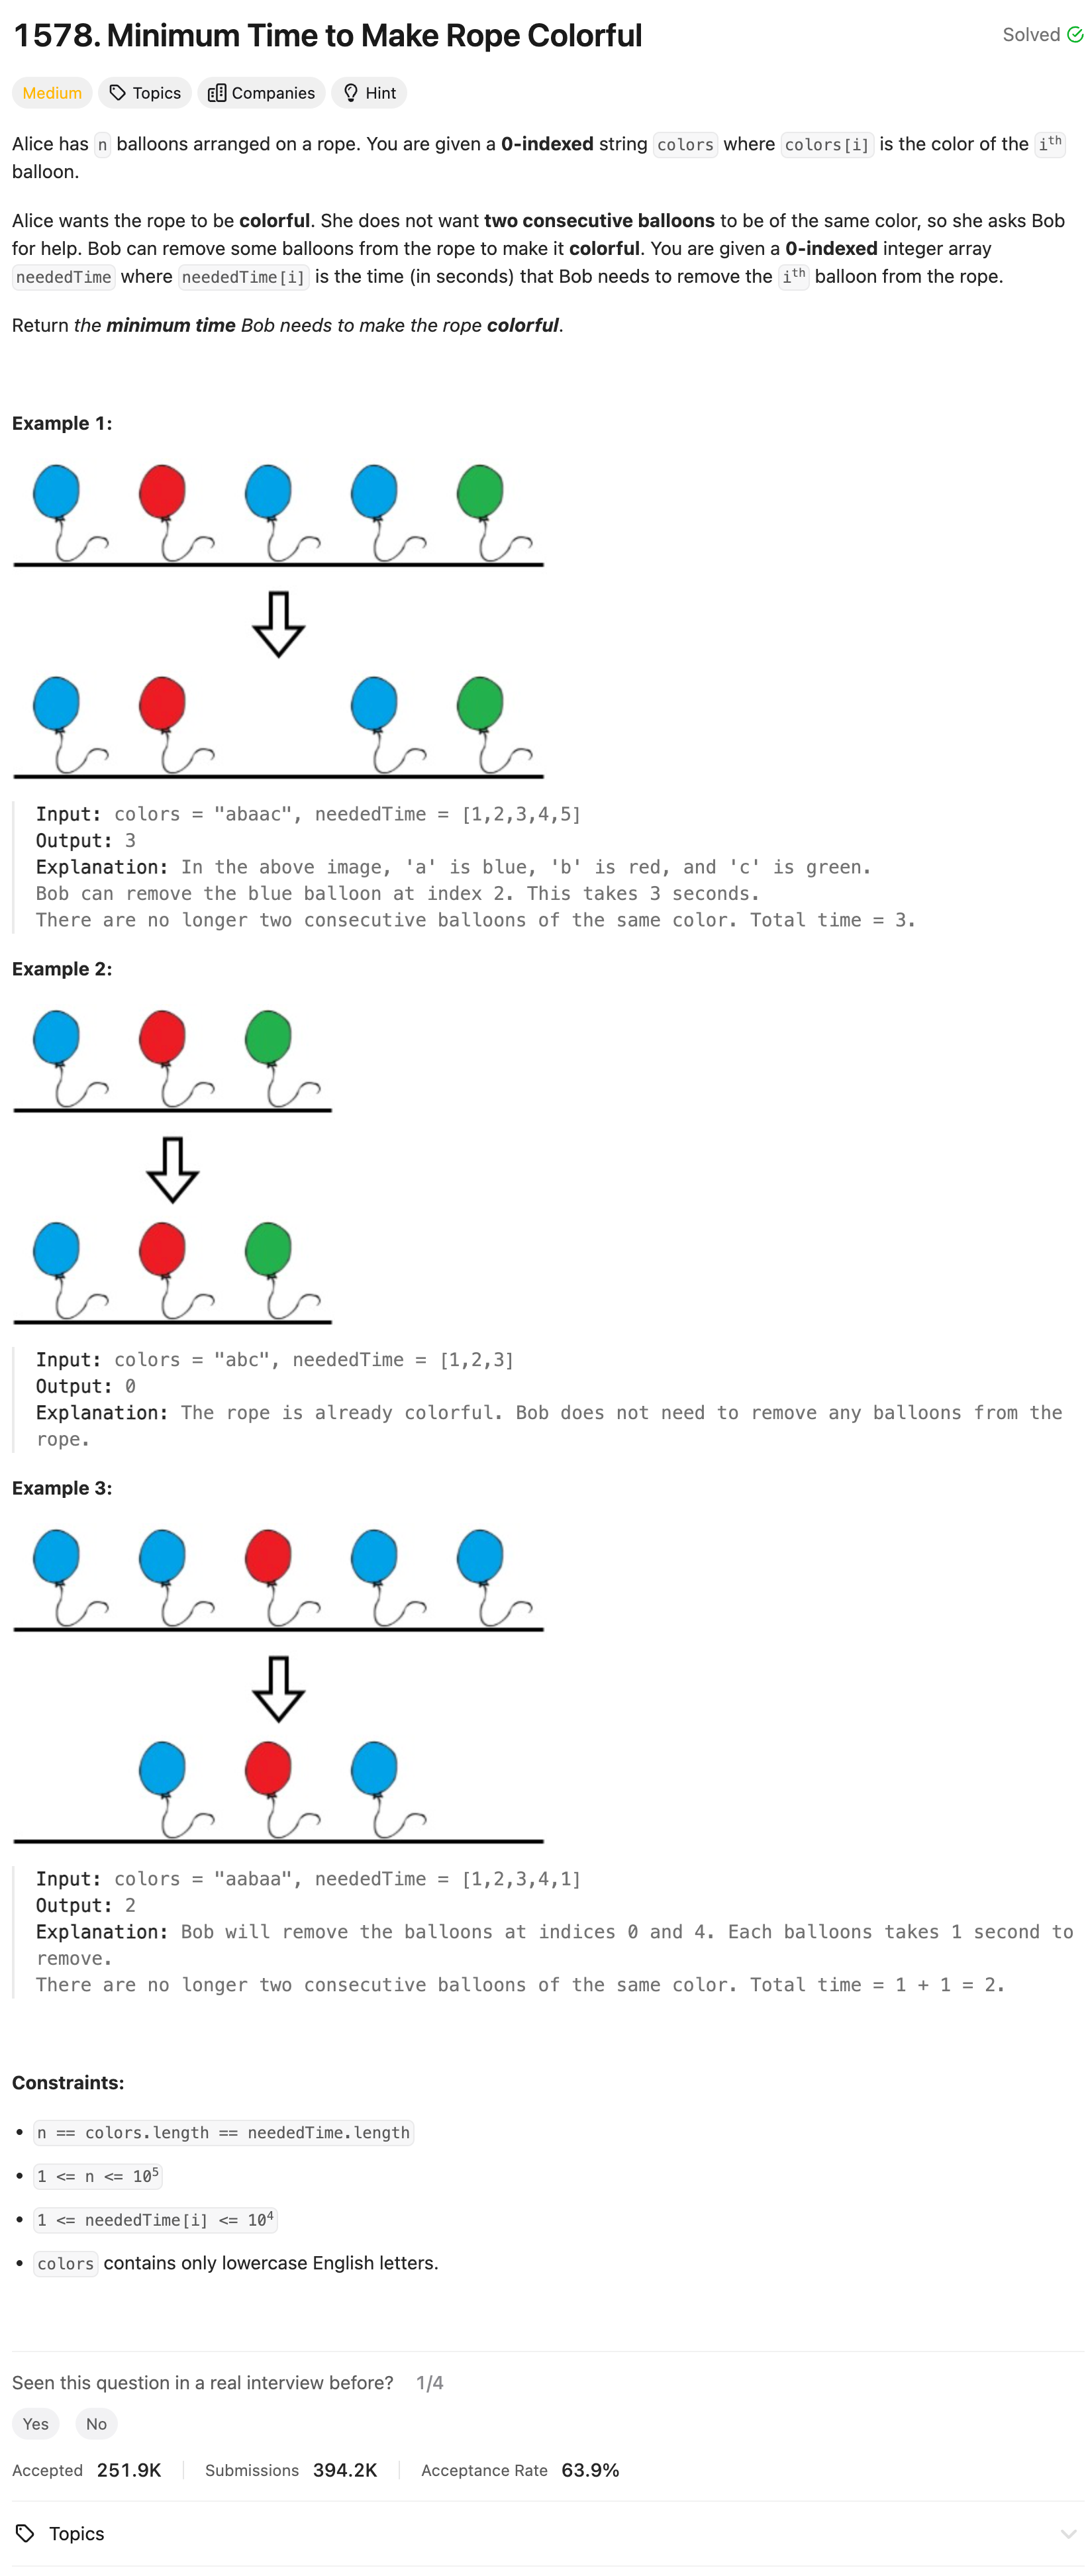 1578. Minimum Time to Make Rope Colorful
Solved
Medium Topics Companies Hint
Alice has n balloons arranged on a rope. You are given a 0-indexed string colors where colors[i] is the color of the ith
balloon.
Alice wants the rope to be colorful. She does not want two consecutive balloons to be of the same color, so she asks Bob
for help. Bob can remove some balloons from the rope to make it colorful. You are given a 0-indexed integer array
neededTime where neededTime[i] is the time (in seconds) that Bob needs to remove the ith balloon from the rope.
Return the minimum time Bob needs to make the rope colorful.
Example 1:
Input: colors = "abaac", neededTime = [1,2,3,4,5]
Output: 3
Explanation: In the above image, 'a' is blue, 'b' is red, and 'c' is green.
Bob can remove the blue balloon at index 2. This takes 3 seconds.
There are no longer two consecutive balloons of the same color. Total time = 3.
Example 2:
Input: colors = "abc", neededTime = [1,2,3]
Output: 0
Explanation: The rope is already colorful. Bob does not need to remove any balloons from the
rope.
Example 3:
Input: colors = "aabaa", neededTime = [1,2,3,4,1]
Output: 2
Explanation: Bob will remove the balloons at indices 0 and 4. Each balloons takes 1 second to
remove.
There are no longer two consecutive balloons of the same color. Total time = 1 + 1 = 2.
Constraints:
• n == colors.length == neededTime.length
• 1 <= n <= 10⁵
• 1 <= neededTime[i] <= 10⁴
• colors contains only lowercase English letters.
Seen this question in a real interview before? 1/4
Yes No
Accepted 251.9K Submissions 394.2K Acceptance Rate 63.9%
Topics